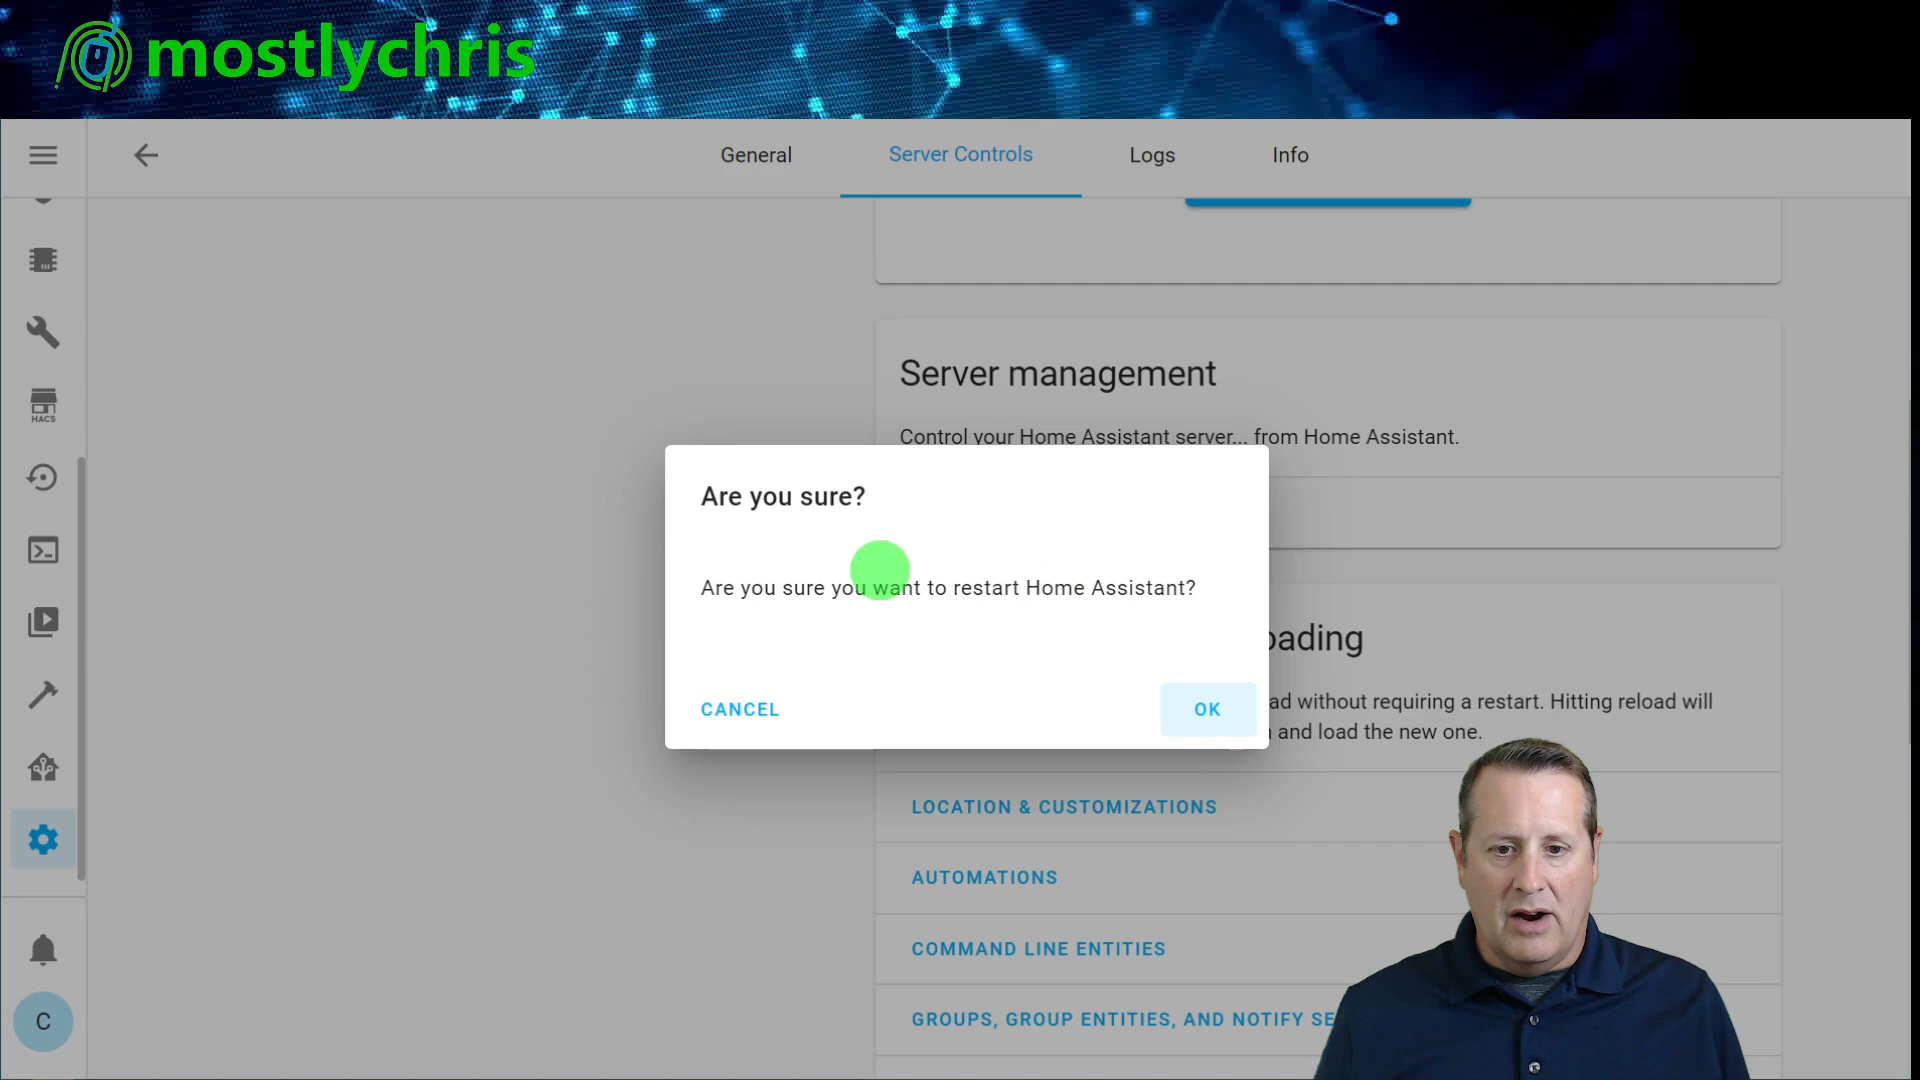 mostlychris
General
Server Controls
Logs
Info
HACS
Server management
Control your Home Assistant server... from Home Assistant.
Are you sure?
Are you sure you want to restart Home Assistant?
CANCEL
OK
oading
ad without requiring a restart. Hitting reload will
and load the new one.
LOCATION & CUSTOMIZATIONS
AUTOMATIONS
COMMAND LINE ENTITIES
GROUPS, GROUP ENTITIES, AND NOTIFY SE
C